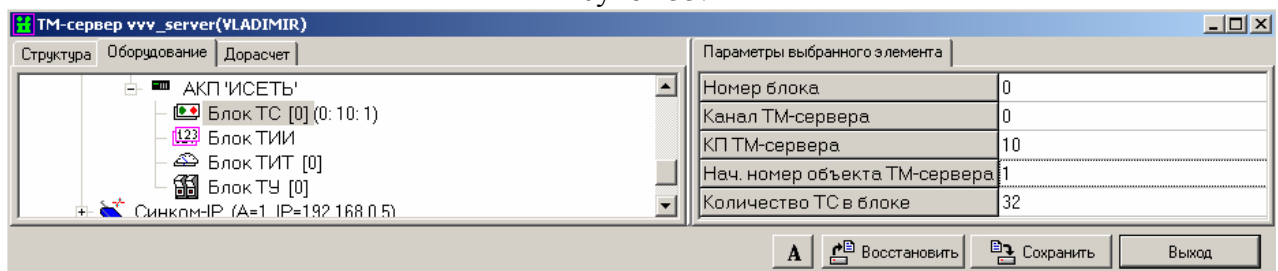 ТМ-сервер vvv_server(VLADIMIR)
Структура Оборудование Дорасчет
АКП 'ИСЕТЬ'
Блок ТС [0] (0: 10: 1)
Блок ТИИ
Блок ТИТ [0]
Блок ТУ [0]
Синком-IP (A=1 IP=192.168.0.5)
Параметры выбранного элемента
Номер блока 0
Канал ТМ-сервера 0
КП ТМ-сервера 10
Нач. номер объекта ТМ-сервера 1
Количество ТС в блоке 32
A Восстановить Сохранить Выход